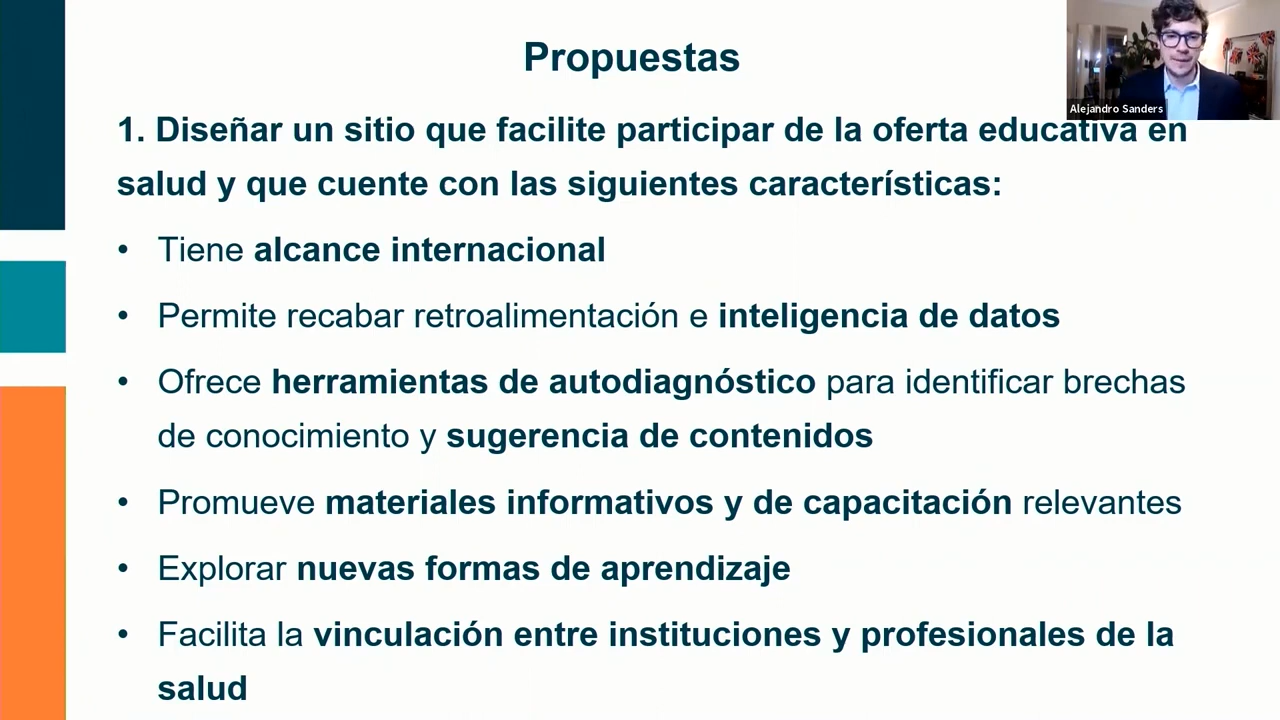 Propuestas
Alejandro Sanders
1. Diseñar un sitio que facilite participar de la oferta educativa en
salud y que cuente con las siguientes características:
• Tiene alcance internacional
• Permite recabar retroalimentación e inteligencia de datos
• Ofrece herramientas de autodiagnóstico para identificar brechas
de conocimiento y sugerencia de contenidos
• Promueve materiales informativos y de capacitación relevantes
• Explorar nuevas formas de aprendizaje
• Facilita la vinculación entre instituciones y profesionales de la
salud